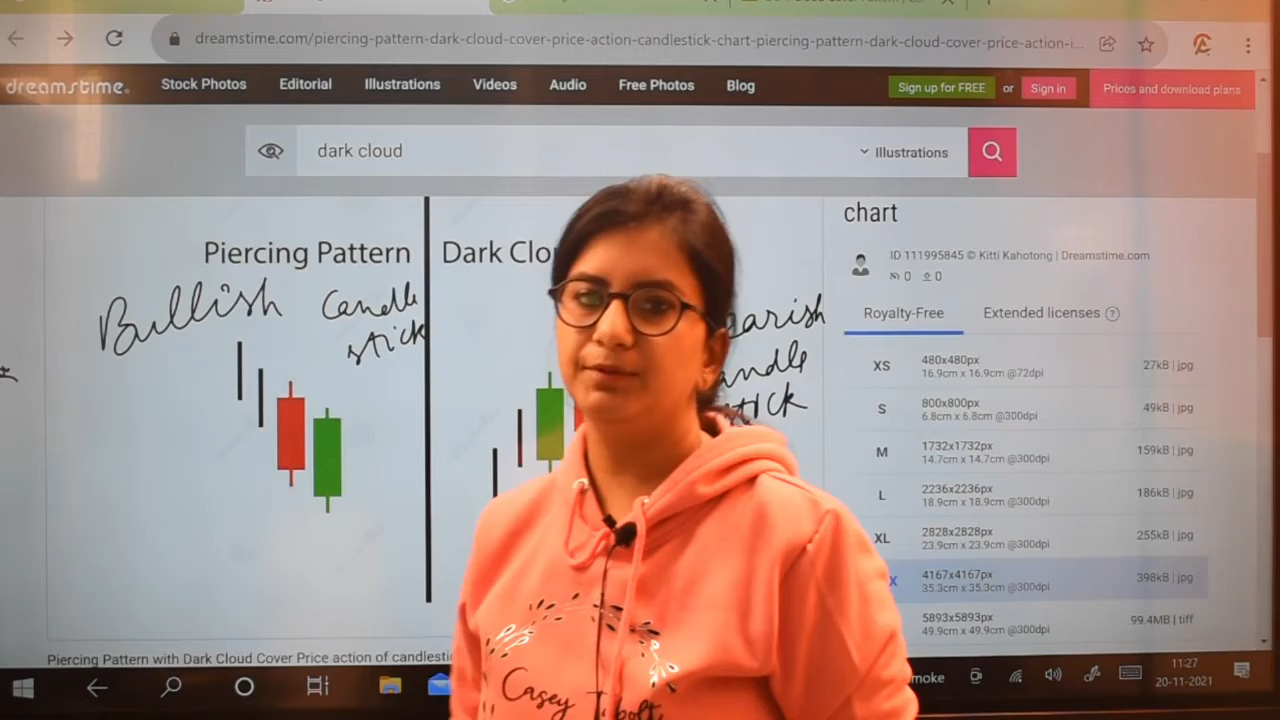 dreamstime.com/piercing-pattern-dark-cloud-cover-price-action-candlestick-chart-piercing-pattern-dark-cloud-cover-price-action-i...
dreamstime.
Stock Photos
Editorial
Illustrations
Videos
Audio
Free Photos
Blog
Sign up for FREE
or
Sign in
Prices and download plans
dark cloud
Illustrations
Piercing Pattern
Dark Clo
Bullish
Candle
stick
earish
andle
tick
chart
ID 111995845 © Kitti Kahotong | Dreamstime.com
0 0
Royalty-Free
Extended licenses ?
XS 480x480px 27kB | jpg
16.9cm x 16.9cm @72dpi
S 800x800px 49kB | jpg
6.8cm x 6.8cm @300dpi
M 1732x1732px 159kB | jpg
14.7cm x 14.7cm @300dpi
L 2236x2236px 186kB | jpg
18.9cm x 18.9cm @300dpi
XL 2828x2828px 255kB | jpg
23.9cm x 23.9cm @300dpi
X 4167x4167px 398kB | jpg
35.3cm x 35.3cm @300dpi
5893x5893px 99.4MB | tiff
49.9cm x 49.9cm @300dpi
Piercing Pattern with Dark Cloud Cover Price action of candlesti
Casey
moke
11:27
20-11-2021